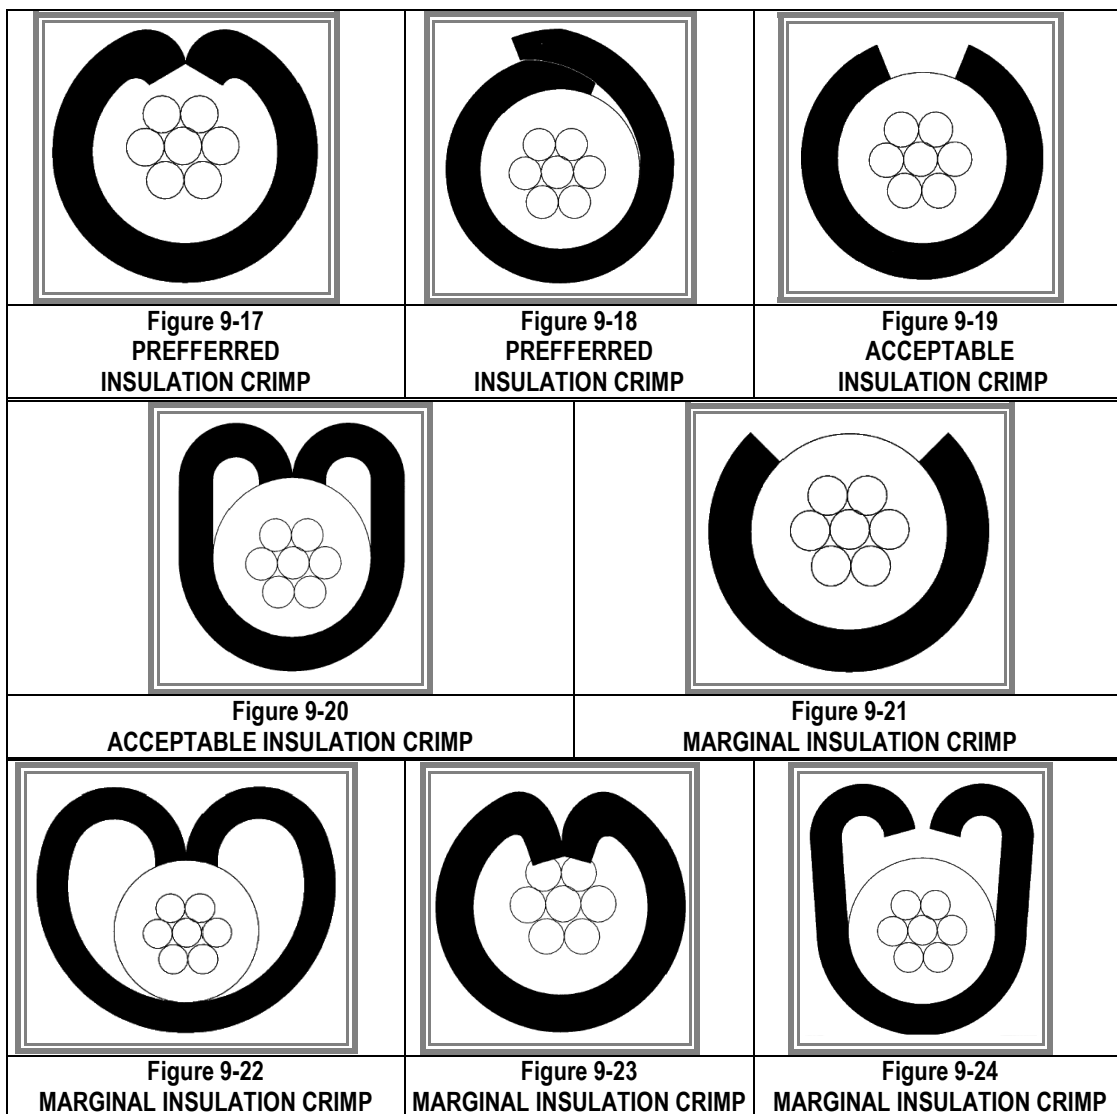 Figure 9-17
PREFFERRED
INSULATION CRIMP
Figure 9-18
PREFFERRED
INSULATION CRIMP
Figure 9-19
ACCEPTABLE
INSULATION CRIMP
Figure 9-20
ACCEPTABLE INSULATION CRIMP
Figure 9-21
MARGINAL INSULATION CRIMP
Figure 9-22
MARGINAL INSULATION CRIMP
Figure 9-23
MARGINAL INSULATION CRIMP
Figure 9-24
MARGINAL INSULATION CRIMP